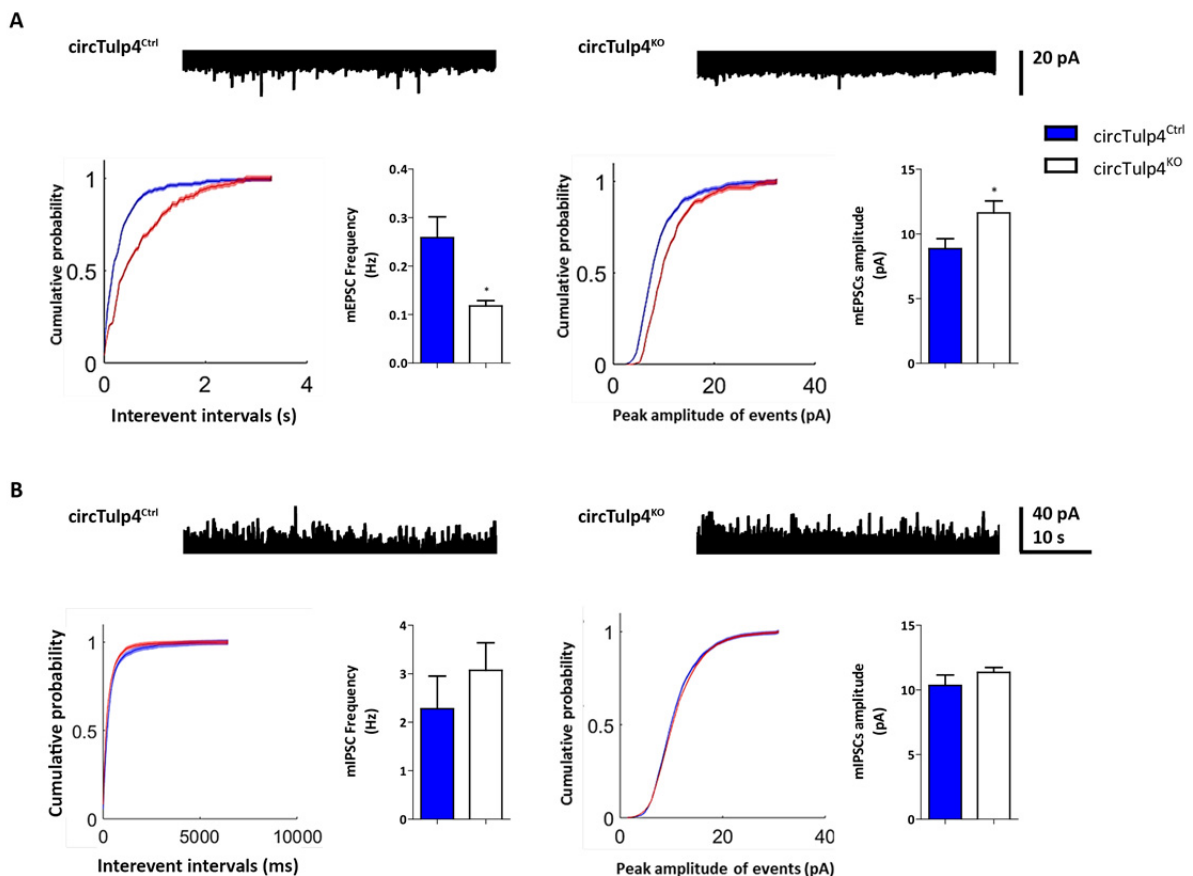 A
circTulp4Ctrl
circTulp4KO
20 pA
circTulp4Ctrl
circTulp4KO
Cumulative probability
1
0.5
0
0
2
4
Interevent intervals (s)
mEPSC Frequency
(Hz)
0.4
0.3
0.2
0.1
0.0
*
Cumulative probability
1
0.5
0
0
20
40
Peak amplitude of events (pA)
mEPSCs amplitude
(pA)
15
10
5
0
*
B
circTulp4Ctrl
circTulp4KO
40 pA
10 s
Cumulative probability
1
0.5
0
0
5000
10000
Interevent intervals (ms)
mIPSC Frequency
(Hz)
4
3
2
1
0
Cumulative probability
1
0.5
0
0
20
40
Peak amplitude of events (pA)
mIPSCs amplitude
(pA)
15
10
5
0